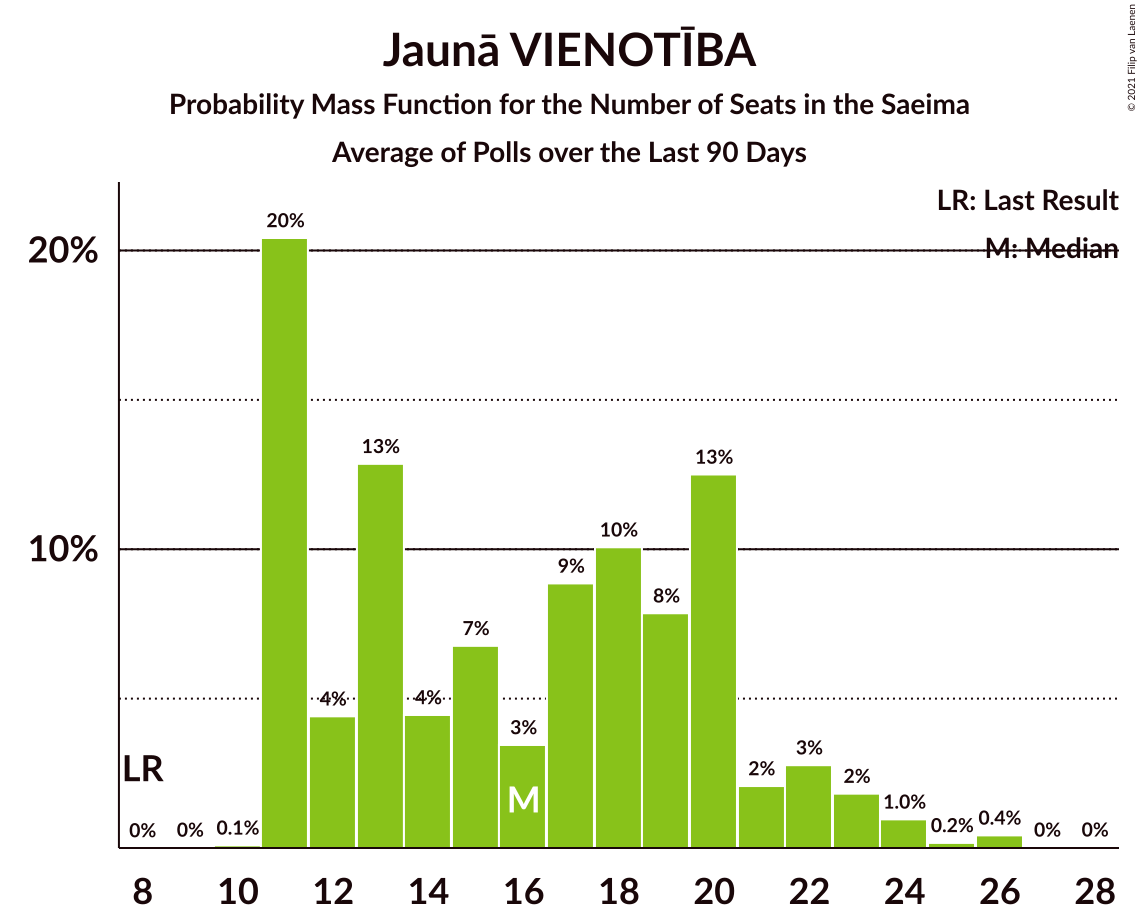 Jaunā VIENOTĪBA
Probability Mass Function for the Number of Seats in the Saeima
Average of Polls over the Last 90 Days
© 2021 Filip van Laenen
LR: Last Result
M: Median
20%
10%
LR
M
0%
0%
0.1%
20%
4%
13%
4%
7%
3%
9%
10%
8%
13%
2%
3%
2%
1.0%
0.2%
0.4%
0%
0%
8 10 12 14 16 18 20 22 24 26 28